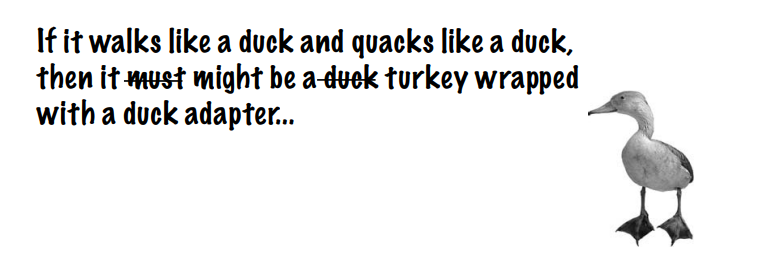 If it walks like a duck and quacks like a duck,
then it must might be a duck turkey wrapped
with a duck adapter...